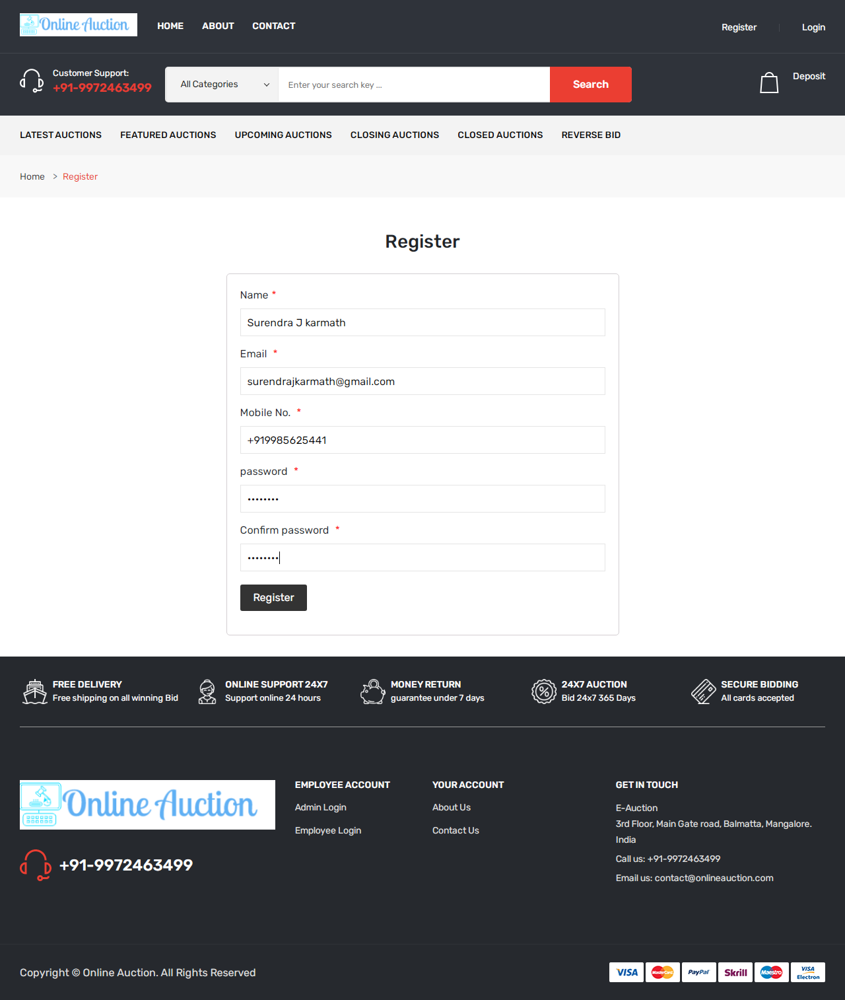 Online Auction
HOME ABOUT CONTACT
Register Login
Customer Support:
+91-9972463499
All Categories
Enter your search key ...
Search
Deposit
LATEST AUCTIONS FEATURED AUCTIONS UPCOMING AUCTIONS CLOSING AUCTIONS CLOSED AUCTIONS REVERSE BID
Home > Register
Register
Name *
Surendra J karmath
Email *
surendrajkarmath@gmail.com
Mobile No. *
+919985625441
password *
••••••••
Confirm password *
••••••••
Register
FREE DELIVERY
Free shipping on all winning Bid
ONLINE SUPPORT 24X7
Support online 24 hours
MONEY RETURN
guarantee under 7 days
24X7 AUCTION
Bid 24x7 365 Days
SECURE BIDDING
All cards accepted
Online Auction
+91-9972463499
EMPLOYEE ACCOUNT
Admin Login
Employee Login
YOUR ACCOUNT
About Us
Contact Us
GET IN TOUCH
E-Auction
3rd Floor, Main Gate road, Balmatta, Mangalore.
India
Call us: +91-9972463499
Email us: contact@onlineauction.com
Copyright © Online Auction. All Rights Reserved
VISA MasterCard PayPal Skrill Maestro VISA
Electron